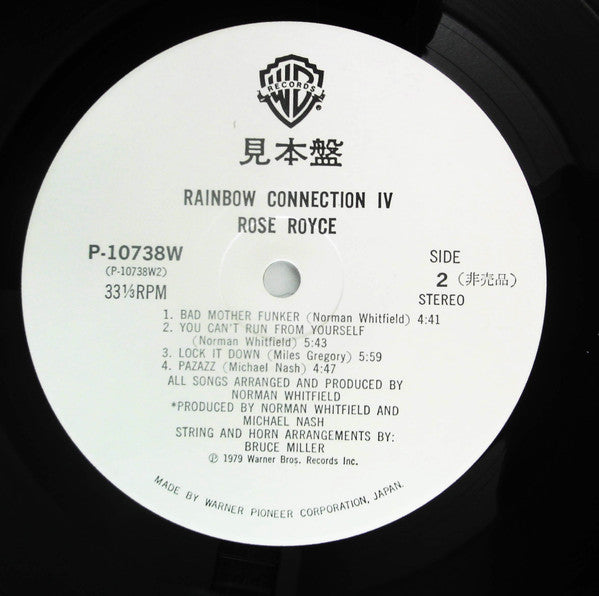 WB
RECORDS
®
見本盤
RAINBOW CONNECTION IV
ROSE ROYCE
P-10738W
(P-10738W2)
33⅓RPM
SIDE
2 (非売品)
STEREO
1. BAD MOTHER FUNKER (Norman Whitfield) 4:41
2. YOU CAN'T RUN FROM YOURSELF
(Norman Whitfield) 5:43
3. LOCK IT DOWN (Miles Gregory) 5:59
4. PAZAZZ (Michael Nash) 4:47
ALL SONGS ARRANGED AND PRODUCED BY
NORMAN WHITFIELD
*PRODUCED BY NORMAN WHITFIELD AND
MICHAEL NASH
STRING AND HORN ARRANGEMENTS BY:
BRUCE MILLER
℗ 1979 Warner Bros. Records Inc.
MADE BY WARNER PIONEER CORPORATION, JAPAN.